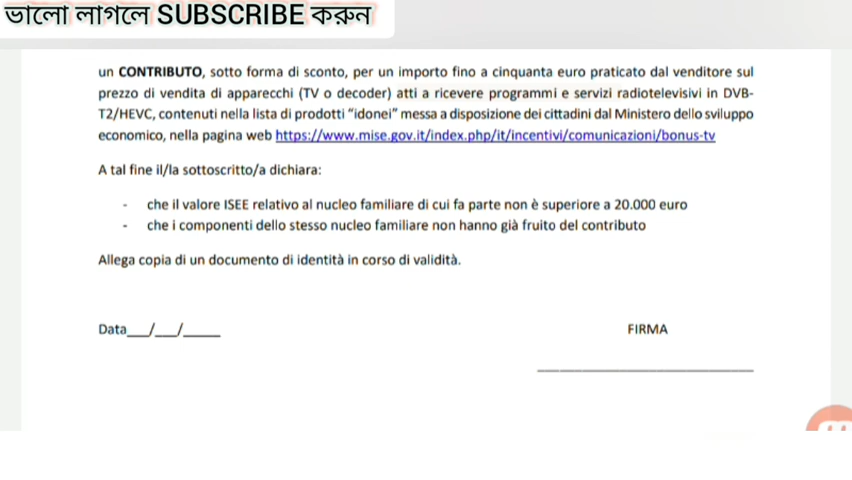 ভালো লাগলে SUBSCRIBE করুন
un CONTRIBUTO, sotto forma di sconto, per un importo fino a cinquanta euro praticato dal venditore sul
prezzo di vendita di apparecchi (TV o decoder) atti a ricevere programmi e servizi radiotelevisivi in DVB-
T2/HEVC, contenuti nella lista di prodotti "idonei" messa a disposizione dei cittadini dal Ministero dello sviluppo
economico, nella pagina web https://www.mise.gov.it/index.php/it/incentivi/comunicazioni/bonus-tv
A tal fine il/la sottoscritto/a dichiara:
- che il valore ISEE relativo al nucleo familiare di cui fa parte non è superiore a 20.000 euro
- che i componenti dello stesso nucleo familiare non hanno già fruito del contributo
Allega copia di un documento di identità in corso di validità.
Data___/___/_____ FIRMA